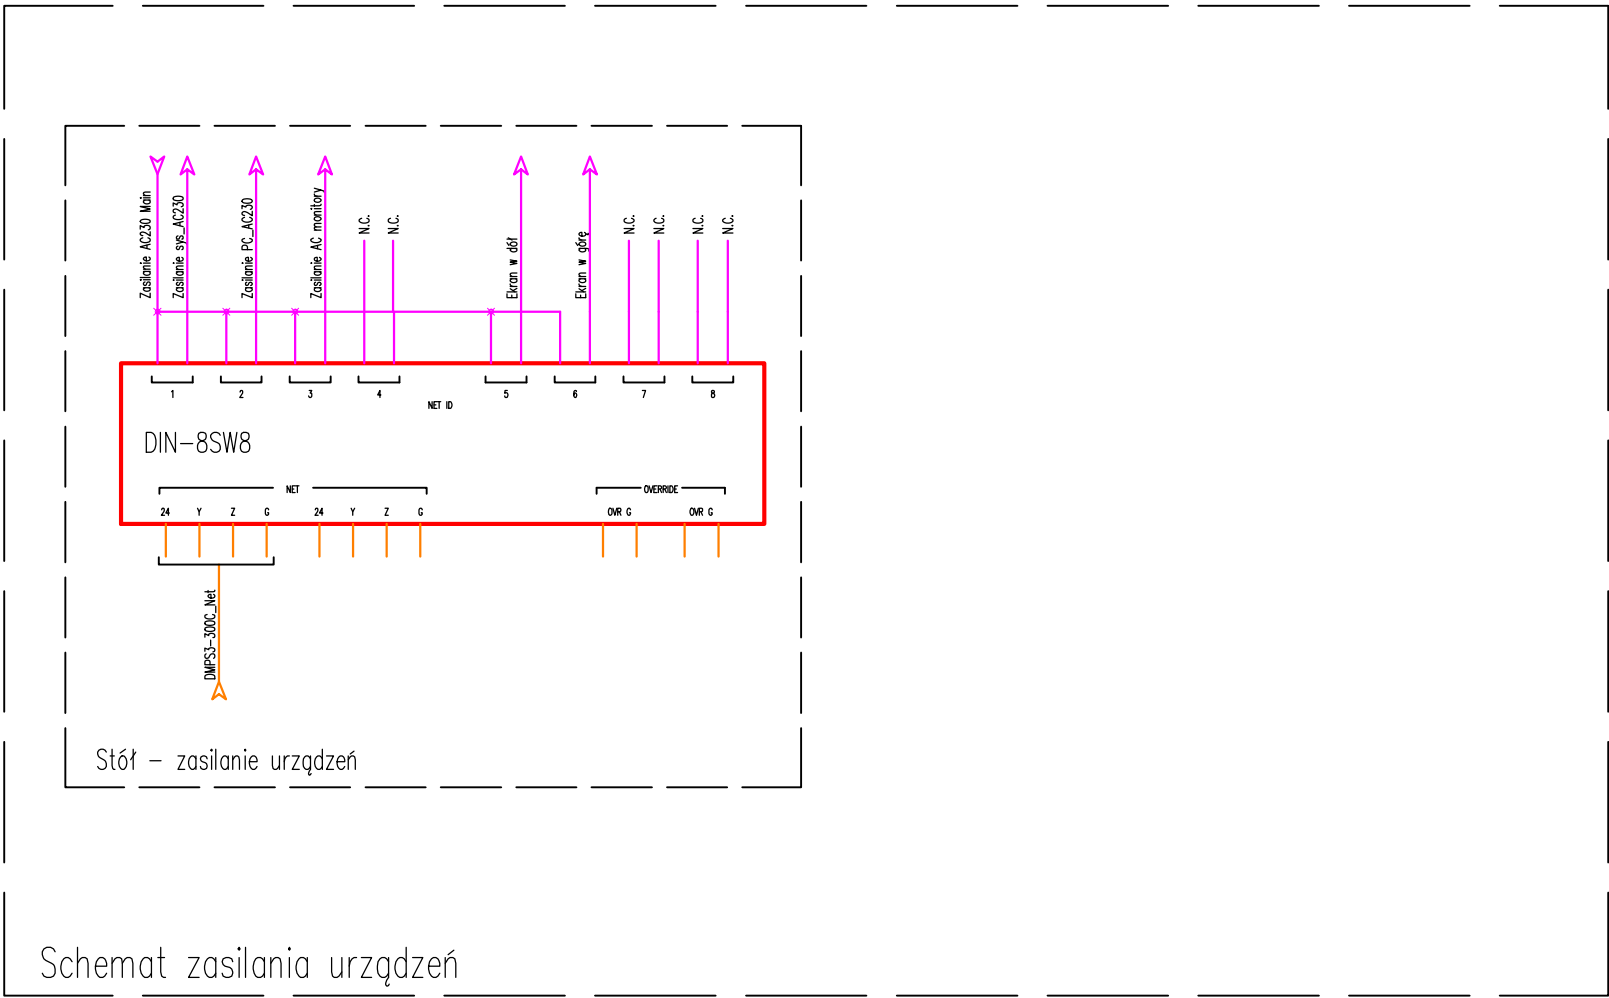 Zasilanie AC230 Main
Zasilanie sys_AC230
Zasilanie PC_AC230
Zasilanie AC monitory
N.C.
N.C.
Ekran w dół
Ekran w górę
N.C.
N.C.
N.C.
N.C.
1 2 3 4 5 6 7 8
NET ID
DIN-8SW8
NET OVERRIDE
24 Y Z G 24 Y Z G OVR G OVR G
DMPS3-300C_Net
Stół - zasilanie urządzeń
Schemat zasilania urządzeń